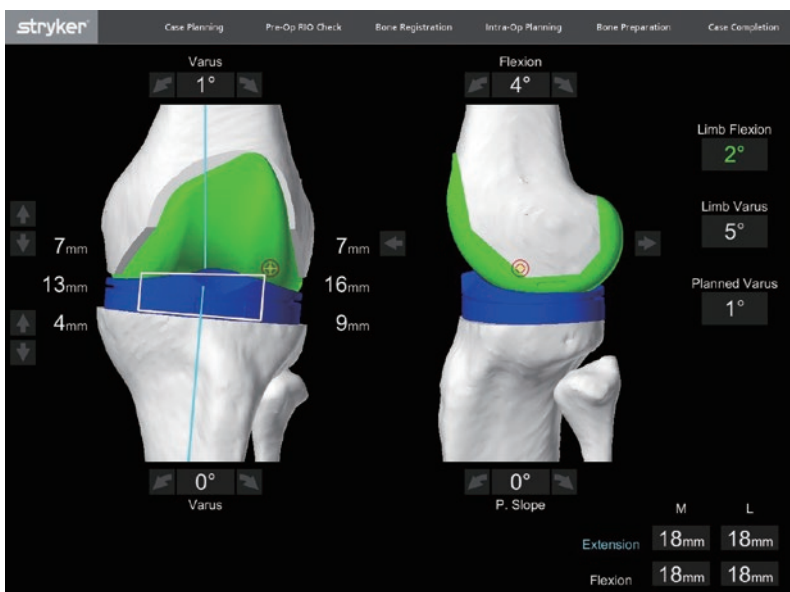 stryker
Case Planning
Pre-Op RIO Check
Bone Registration
Intra-Op Planning
Bone Preparation
Case Completion
Varus
1°
Flexion
4°
Limb Flexion
2°
Limb Varus
5°
Planned Varus
1°
7mm
7mm
13mm
16mm
4mm
9mm
0°
Varus
0°
P. Slope
M L
Extension 18mm 18mm
Flexion 18mm 18mm